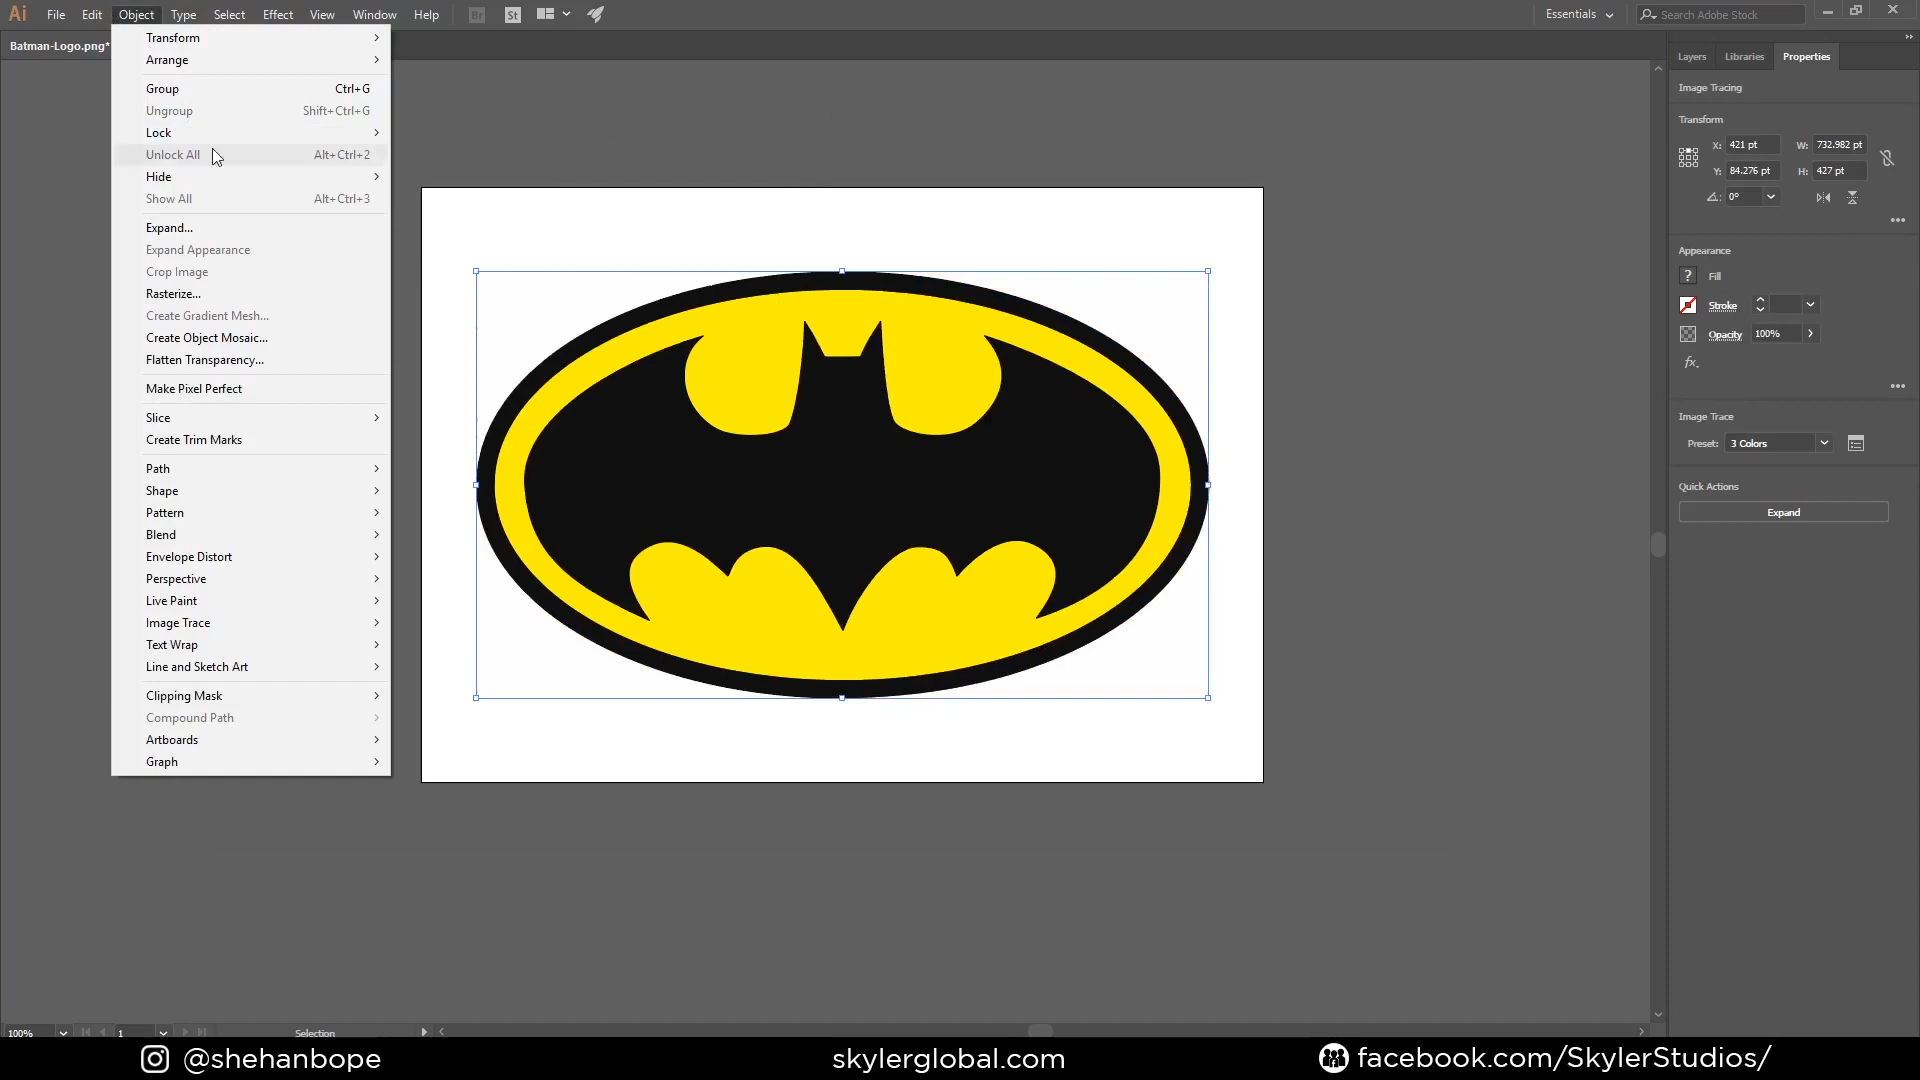 Ai File Edit Object Type Select Effect View Window Help Br St Essentials Search Adobe Stock
Batman-Logo.png*
Transform
Arrange
Group Ctrl+G
Ungroup Shift+Ctrl+G
Lock
Unlock All Alt+Ctrl+2
Hide
Show All Alt+Ctrl+3
Expand...
Expand Appearance
Crop Image
Rasterize...
Create Gradient Mesh...
Create Object Mosaic...
Flatten Transparency...
Make Pixel Perfect
Slice
Create Trim Marks
Path
Shape
Pattern
Blend
Envelope Distort
Perspective
Live Paint
Image Trace
Text Wrap
Line and Sketch Art
Clipping Mask
Compound Path
Artboards
Graph
Layers Libraries Properties
Image Tracing
Transform
X: 421 pt W: 732.982 pt
Y: 84.276 pt H: 427 pt
0°
Appearance
? Fill
Stroke
Opacity 100%
fx.
Image Trace
Preset: 3 Colors
Quick Actions
Expand
100% 1 Selection
@shehanbope skylerglobal.com facebook.com/SkylerStudios/